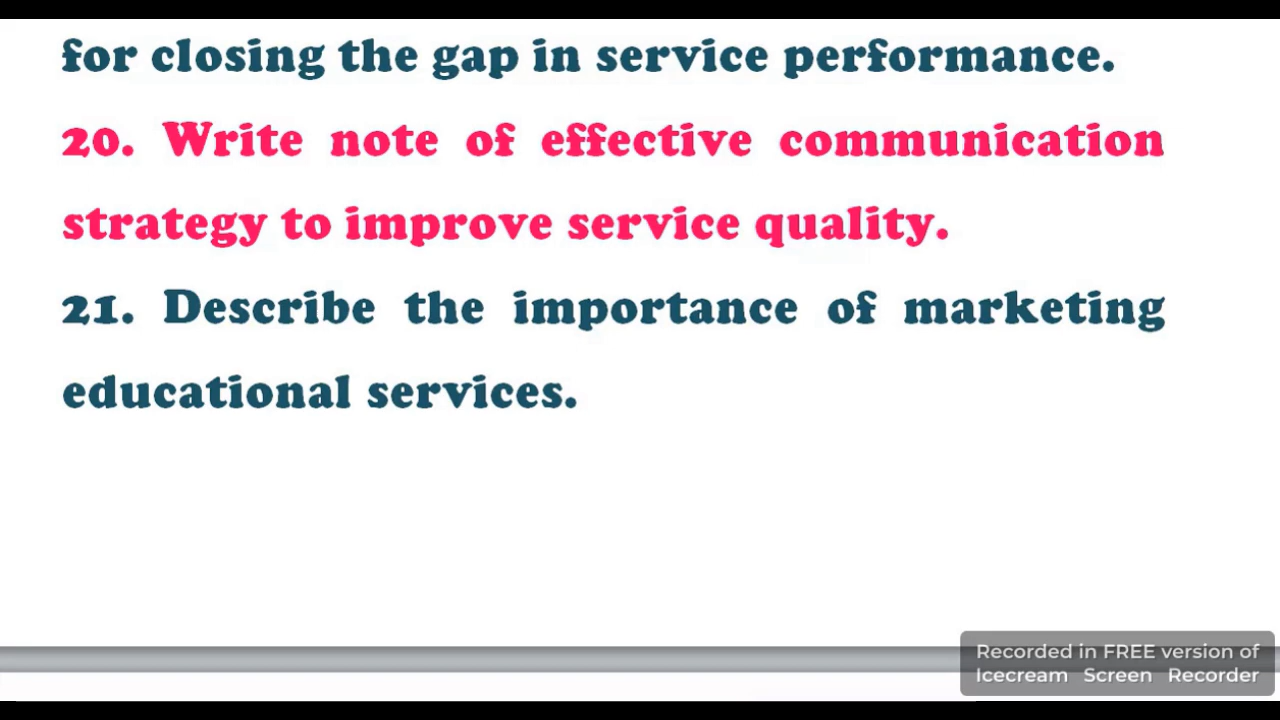 for closing the gap in service performance.
20. Write note of effective communication
strategy to improve service quality.
21. Describe the importance of marketing
educational services.
Recorded in FREE version of
Icecream Screen Recorder